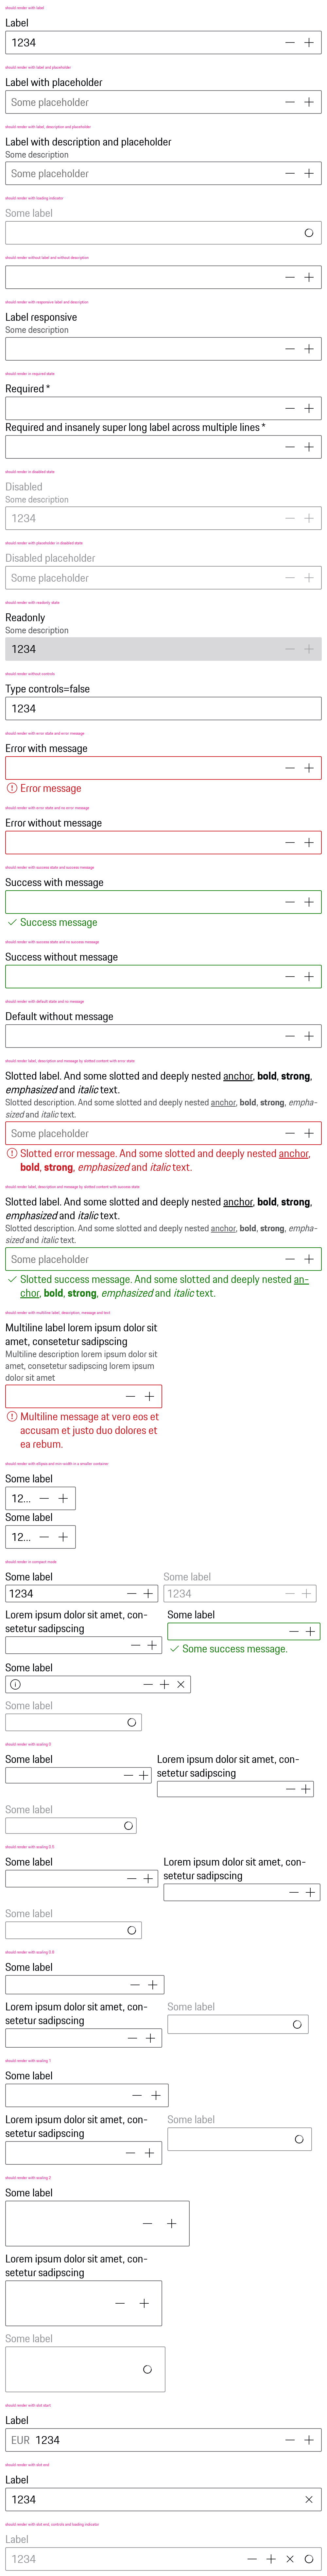 should render with label
Label
1234
should render with label and placeholder
Label with placeholder
Some placeholder
should render with label, description and placeholder
Label with description and placeholder
Some description
Some placeholder
should render with loading indicator
Some label
should render without label and without description
should render with responsive label and description
Label responsive
Some description
should render in required state
Required *
Required and insanely super long label across multiple lines *
should render in disabled state
Disabled
Some description
1234
should render with placeholder in disabled state
Disabled placeholder
Some placeholder
should render with readonly state
Readonly
Some description
1234
should render without controls
Type controls=false
1234
should render with error state and error message
Error with message
Error message
should render with error state and no error message
Error without message
should render with success state and success message
Success with message
Success message
should render with success state and no success message
Success without message
should render with default state and no message
Default without message
should render label, description and message by slotted content with error state
Slotted label. And some slotted and deeply nested anchor, bold, strong,
emphasized and italic text.
Slotted description. And some slotted and deeply nested anchor, bold, strong, empha-
sized and italic text.
Some placeholder
Slotted error message. And some slotted and deeply nested anchor,
bold, strong, emphasized and italic text.
should render label, description and message by slotted content with success state
Slotted label. And some slotted and deeply nested anchor, bold, strong,
emphasized and italic text.
Slotted description. And some slotted and deeply nested anchor, bold, strong, empha-
sized and italic text.
Some placeholder
Slotted success message. And some slotted and deeply nested an-
chor, bold, strong, emphasized and italic text.
should render with multiline label, description, message and text
Multiline label lorem ipsum dolor sit
amet, consetetur sadipscing
Multiline description lorem ipsum dolor sit
amet, consetetur sadipscing lorem ipsum
dolor sit amet
Multiline message at vero eos et
accusam et justo duo dolores et
ea rebum.
should render with ellipsis and min-width in a smaller container
Some label
12...
Some label
12...
should render in compact mode
Some label
1234
Some label
1234
Lorem ipsum dolor sit amet, con-
setetur sadipscing
Some label
Some success message.
Some label
Some label
should render with scaling 0
Some label
Lorem ipsum dolor sit amet, con-
setetur sadipscing
Some label
should render with scaling 0.5
Some label
Lorem ipsum dolor sit amet, con-
setetur sadipscing
Some label
should render with scaling 0.8
Some label
Lorem ipsum dolor sit amet, con-
setetur sadipscing
Some label
should render with scaling 1
Some label
Lorem ipsum dolor sit amet, con-
setetur sadipscing
Some label
should render with scaling 2
Some label
Lorem ipsum dolor sit amet, con-
setetur sadipscing
Some label
should render with slot start
Label
EUR 1234
should render with slot end
Label
1234
should render with slot end, controls and loading indicator
Label
1234